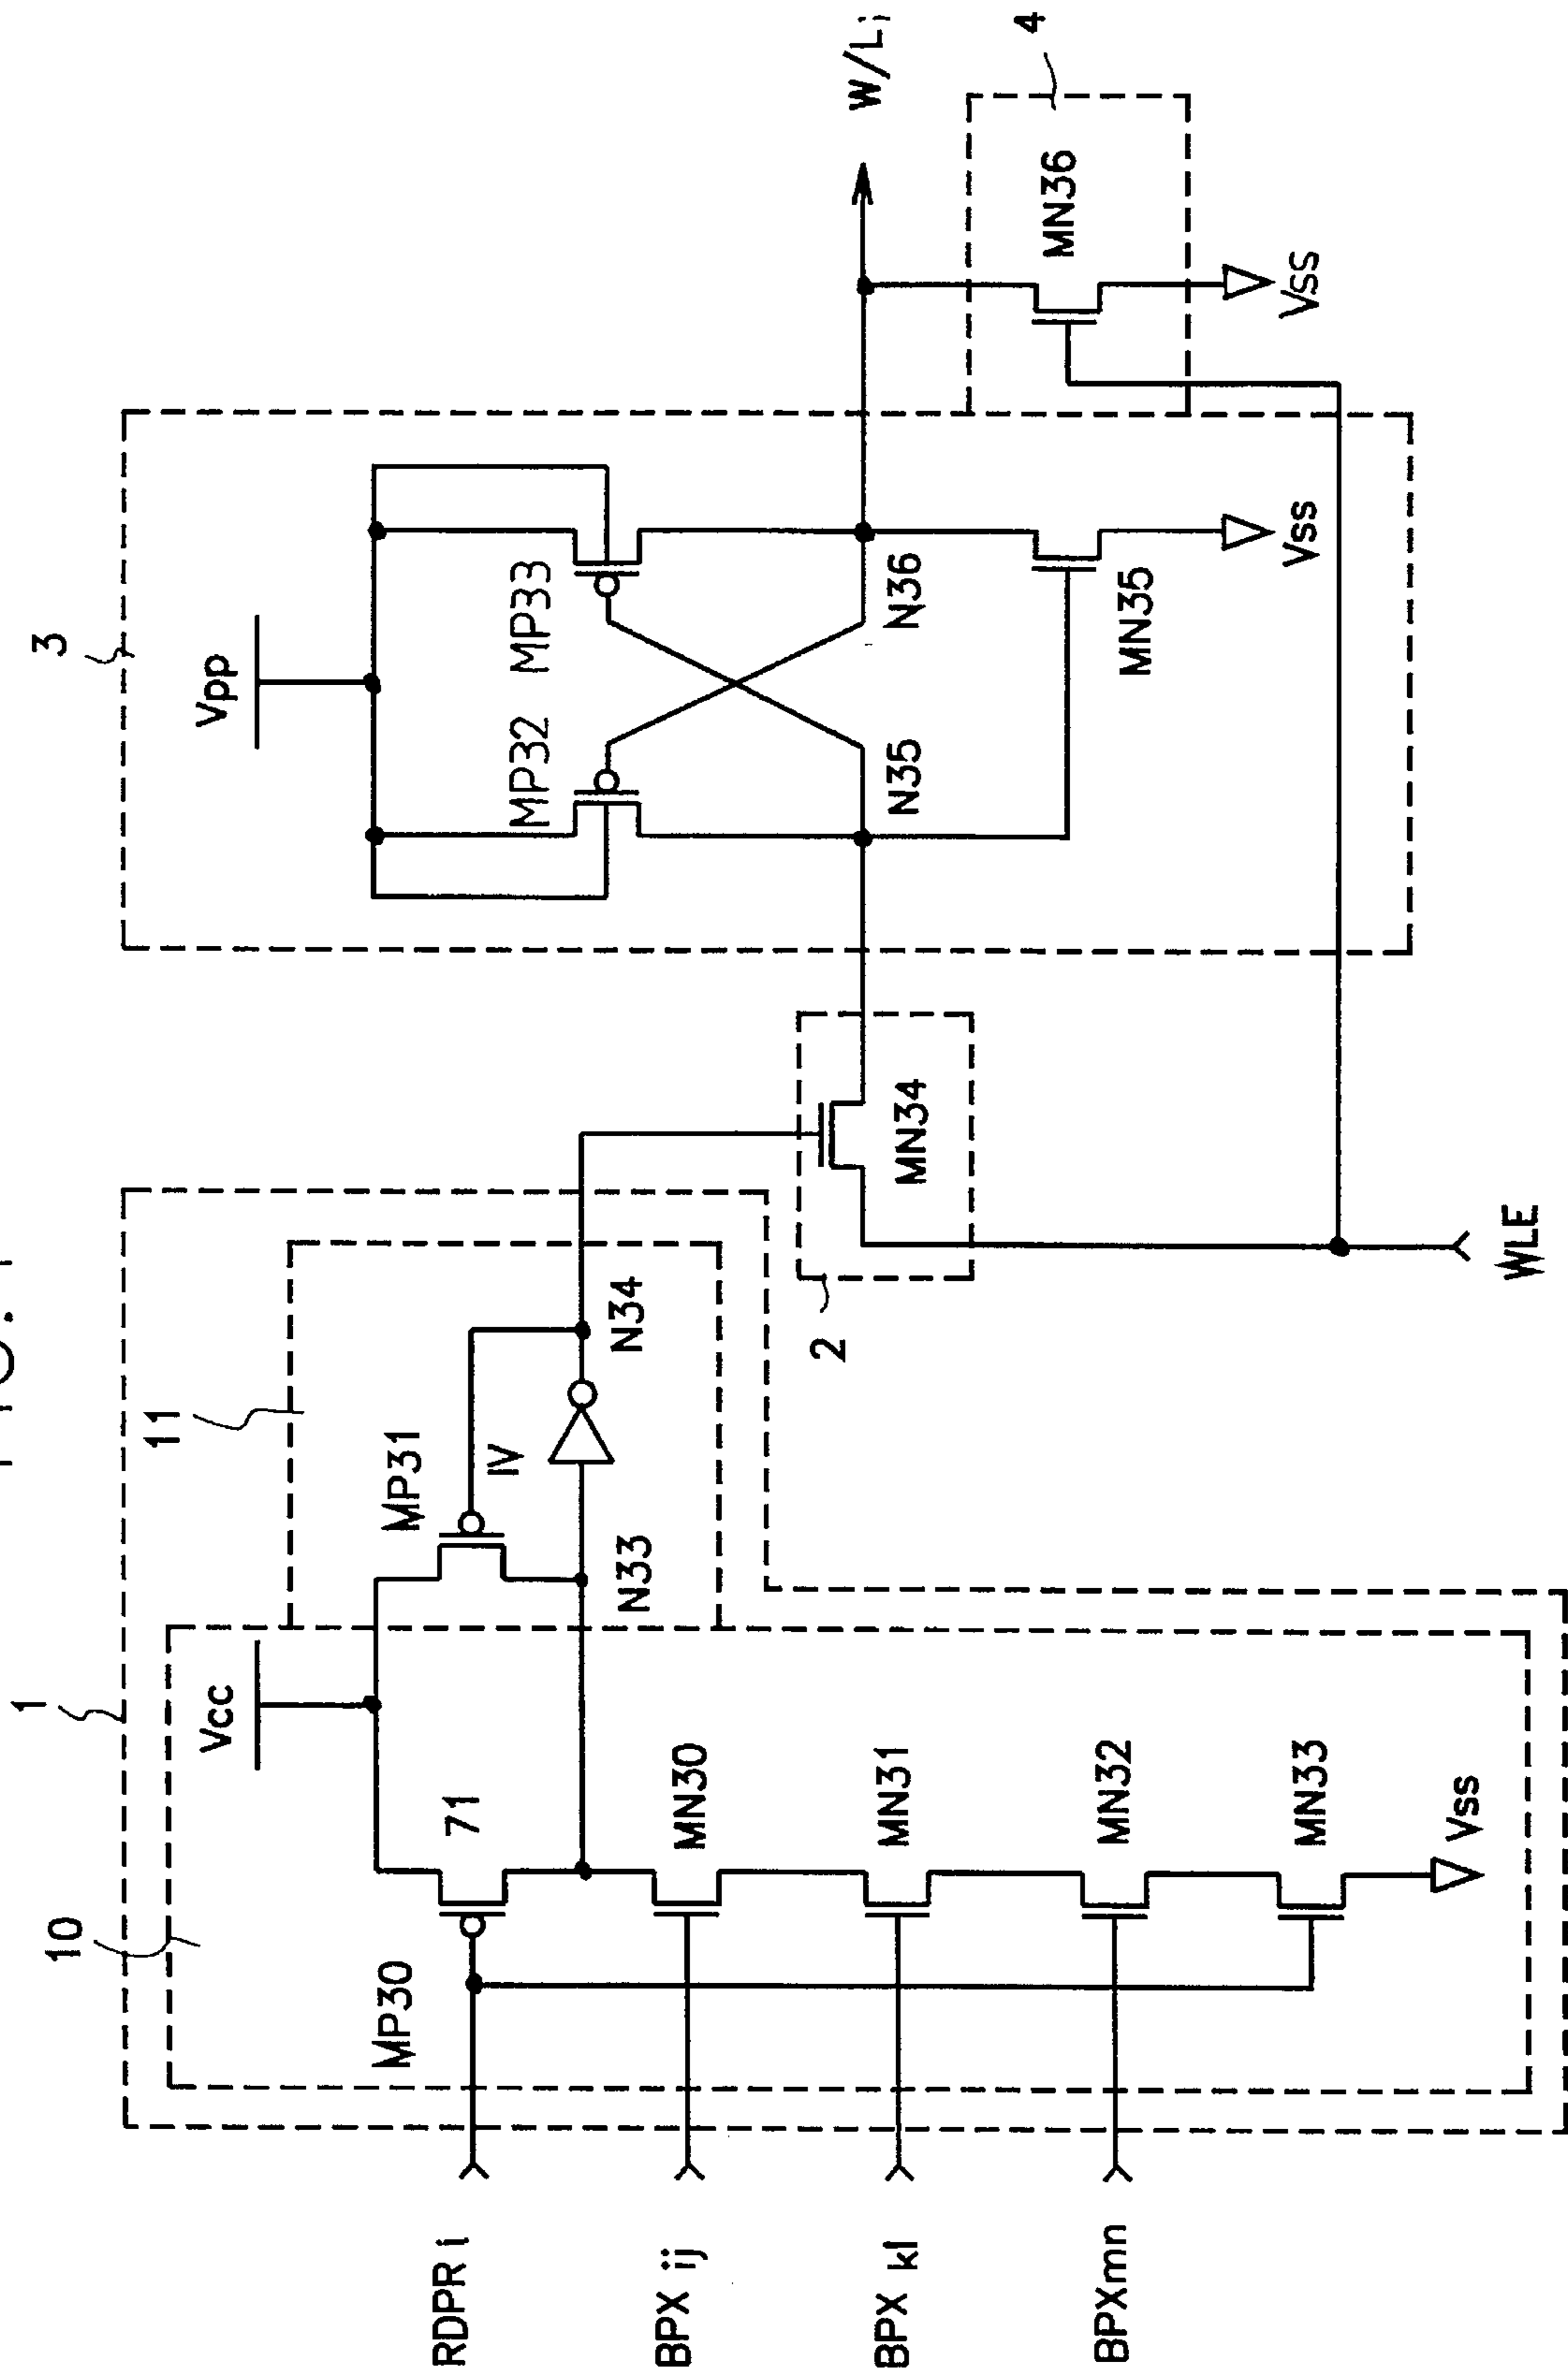 1
10
11
3
Vcc
Vpp
MP30
71
MP31
IV
MP32
MP33
RDPR i
BPX ij
BPX kl
BPXmn
MN30
MN31
MN32
MN33
Vss
N33
N34
2
MN34
N35
N36
W/Li
4
MN35
MN36
Vss
Vss
WLE